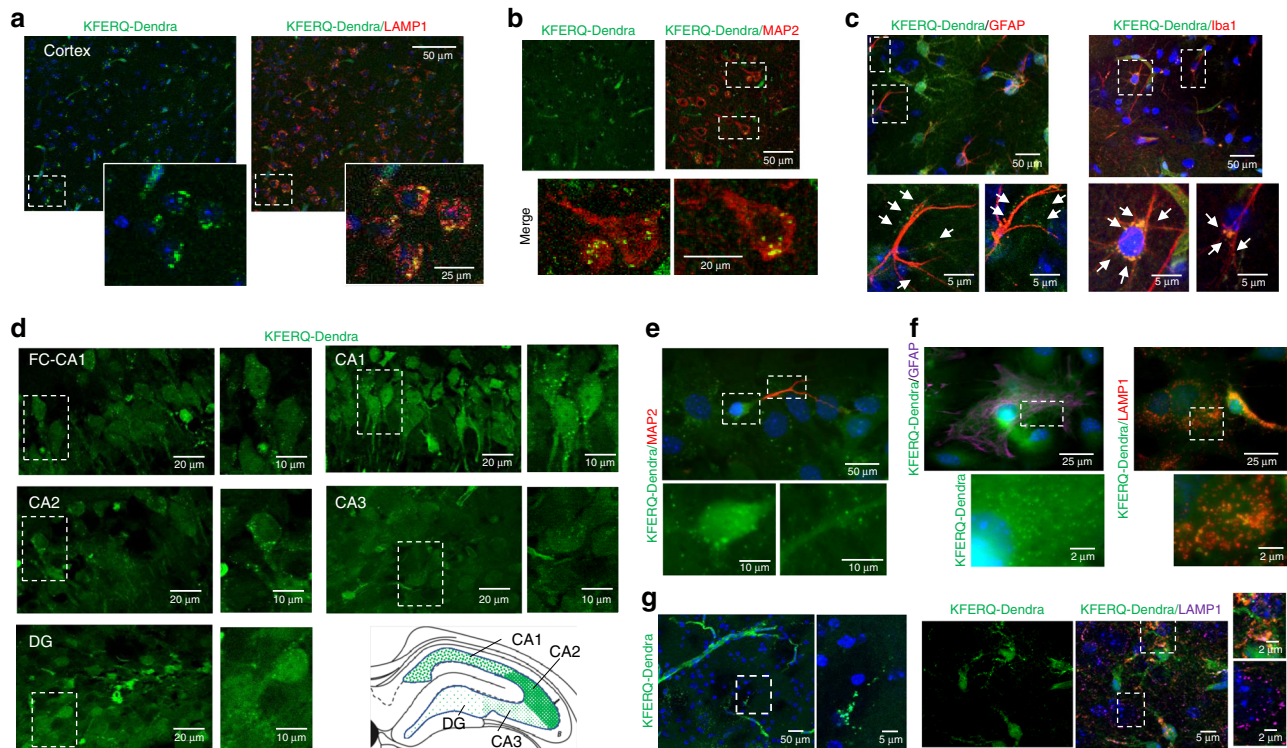 a
KFERQ-Dendra
KFERQ-Dendra/LAMP1
Cortex
50 μm
25 μm
b
KFERQ-Dendra
KFERQ-Dendra/MAP2
50 μm
Merge
20 μm
c
KFERQ-Dendra/GFAP
KFERQ-Dendra/Iba1
50 μm
50 μm
5 μm
5 μm
5 μm
5 μm
d
KFERQ-Dendra
FC-CA1
20 μm
10 μm
CA1
20 μm
10 μm
CA2
20 μm
10 μm
CA3
20 μm
10 μm
DG
20 μm
10 μm
CA1
CA2
DG
CA3
e
KFERQ-Dendra/MAP2
50 μm
10 μm
10 μm
f
KFERQ-Dendra/GFAP
25 μm
KFERQ-Dendra
2 μm
KFERQ-Dendra/LAMP1
25 μm
2 μm
g
KFERQ-Dendra
50 μm
5 μm
KFERQ-Dendra
KFERQ-Dendra/LAMP1
5 μm
2 μm
2 μm